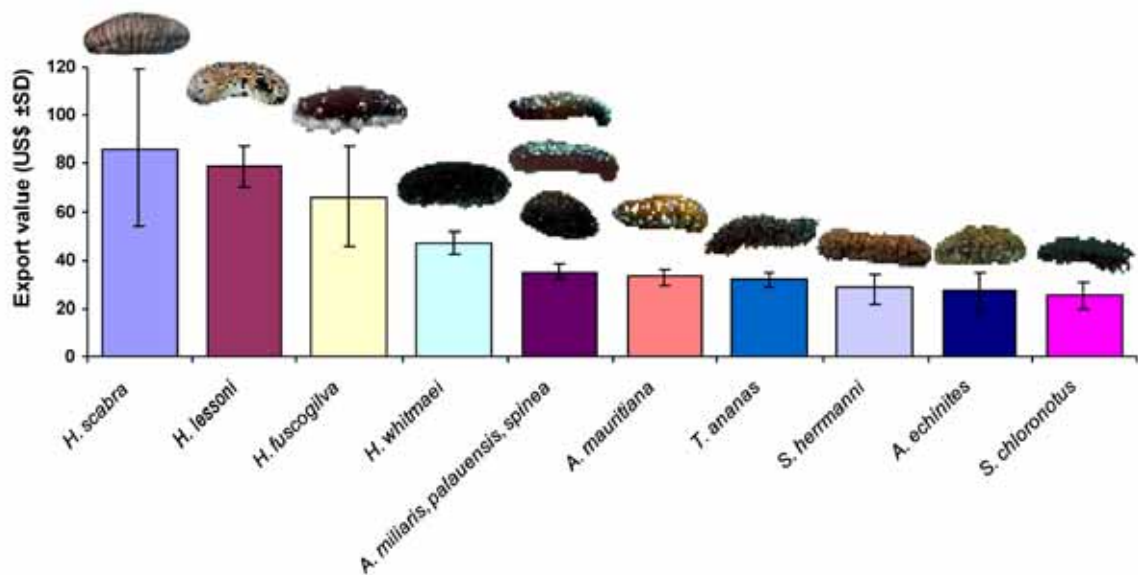 Export value (US$ ±SD)
120
100
80
60
40
20
0
H. scabra
H. lessoni
H. fuscogilva
H. whitmaei
A. miliaris, palauensis, spinea
A. mauritiana
T. ananas
S. herrmanni
A. echinites
S. chloronotus